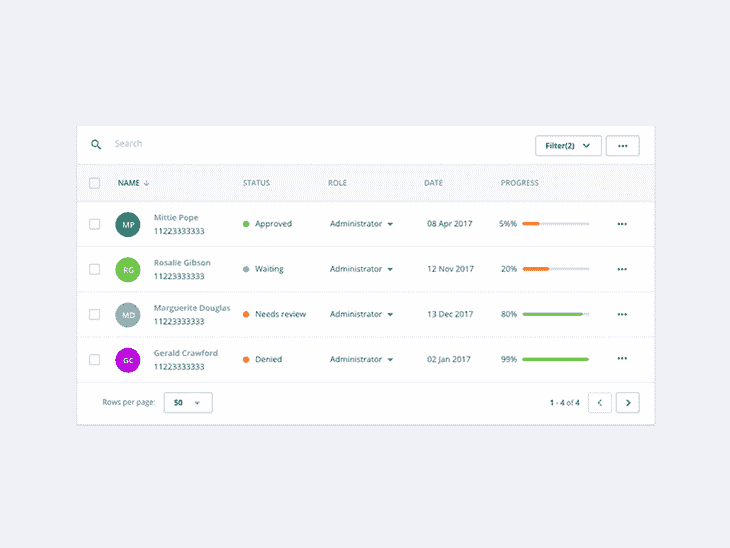 Search
Filter(2)
NAME STATUS ROLE DATE PROGRESS
MP Mittie Pope 11223333333 Approved Administrator 08 Apr 2017 5%%
RG Rosalie Gibson 11223333333 Waiting Administrator 12 Nov 2017 20%
MD Marguerite Douglas 11223333333 Needs review Administrator 13 Dec 2017 80%
GC Gerald Crawford 11223333333 Denied Administrator 02 Jan 2017 99%
Rows per page: 50 1 - 4 of 4